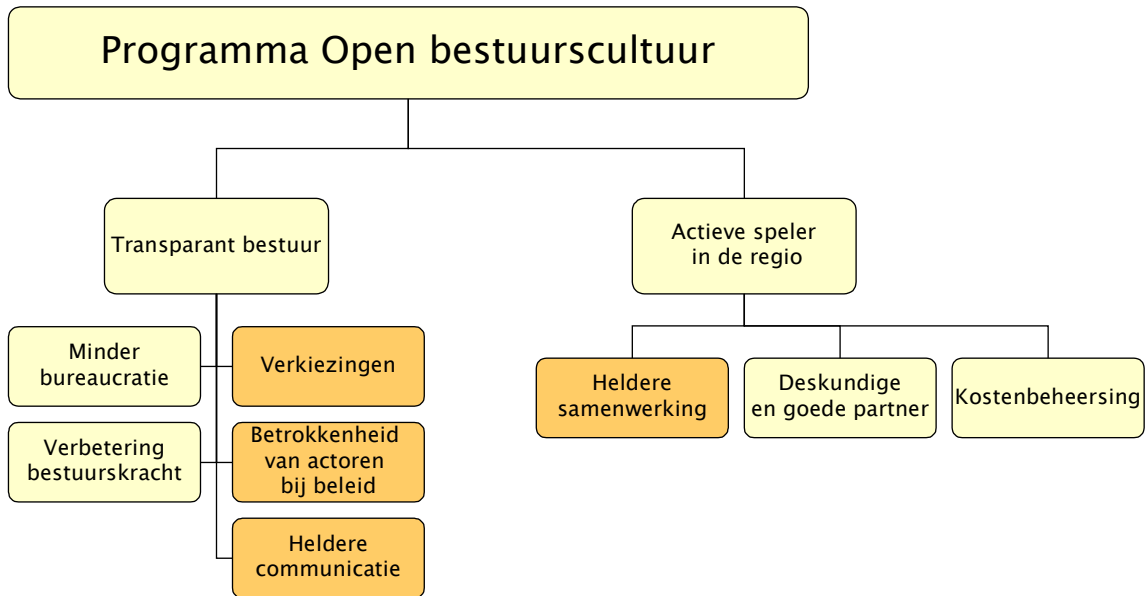 Programma Open bestuurscultuur
Transparant bestuur
Actieve speler
in de regio
Minder
bureaucratie
Verkiezingen
Verbetering
bestuurskracht
Betrokkenheid
van actoren
bij beleid
Heldere
communicatie
Heldere
samenwerking
Deskundige
en goede partner
Kostenbeheersing